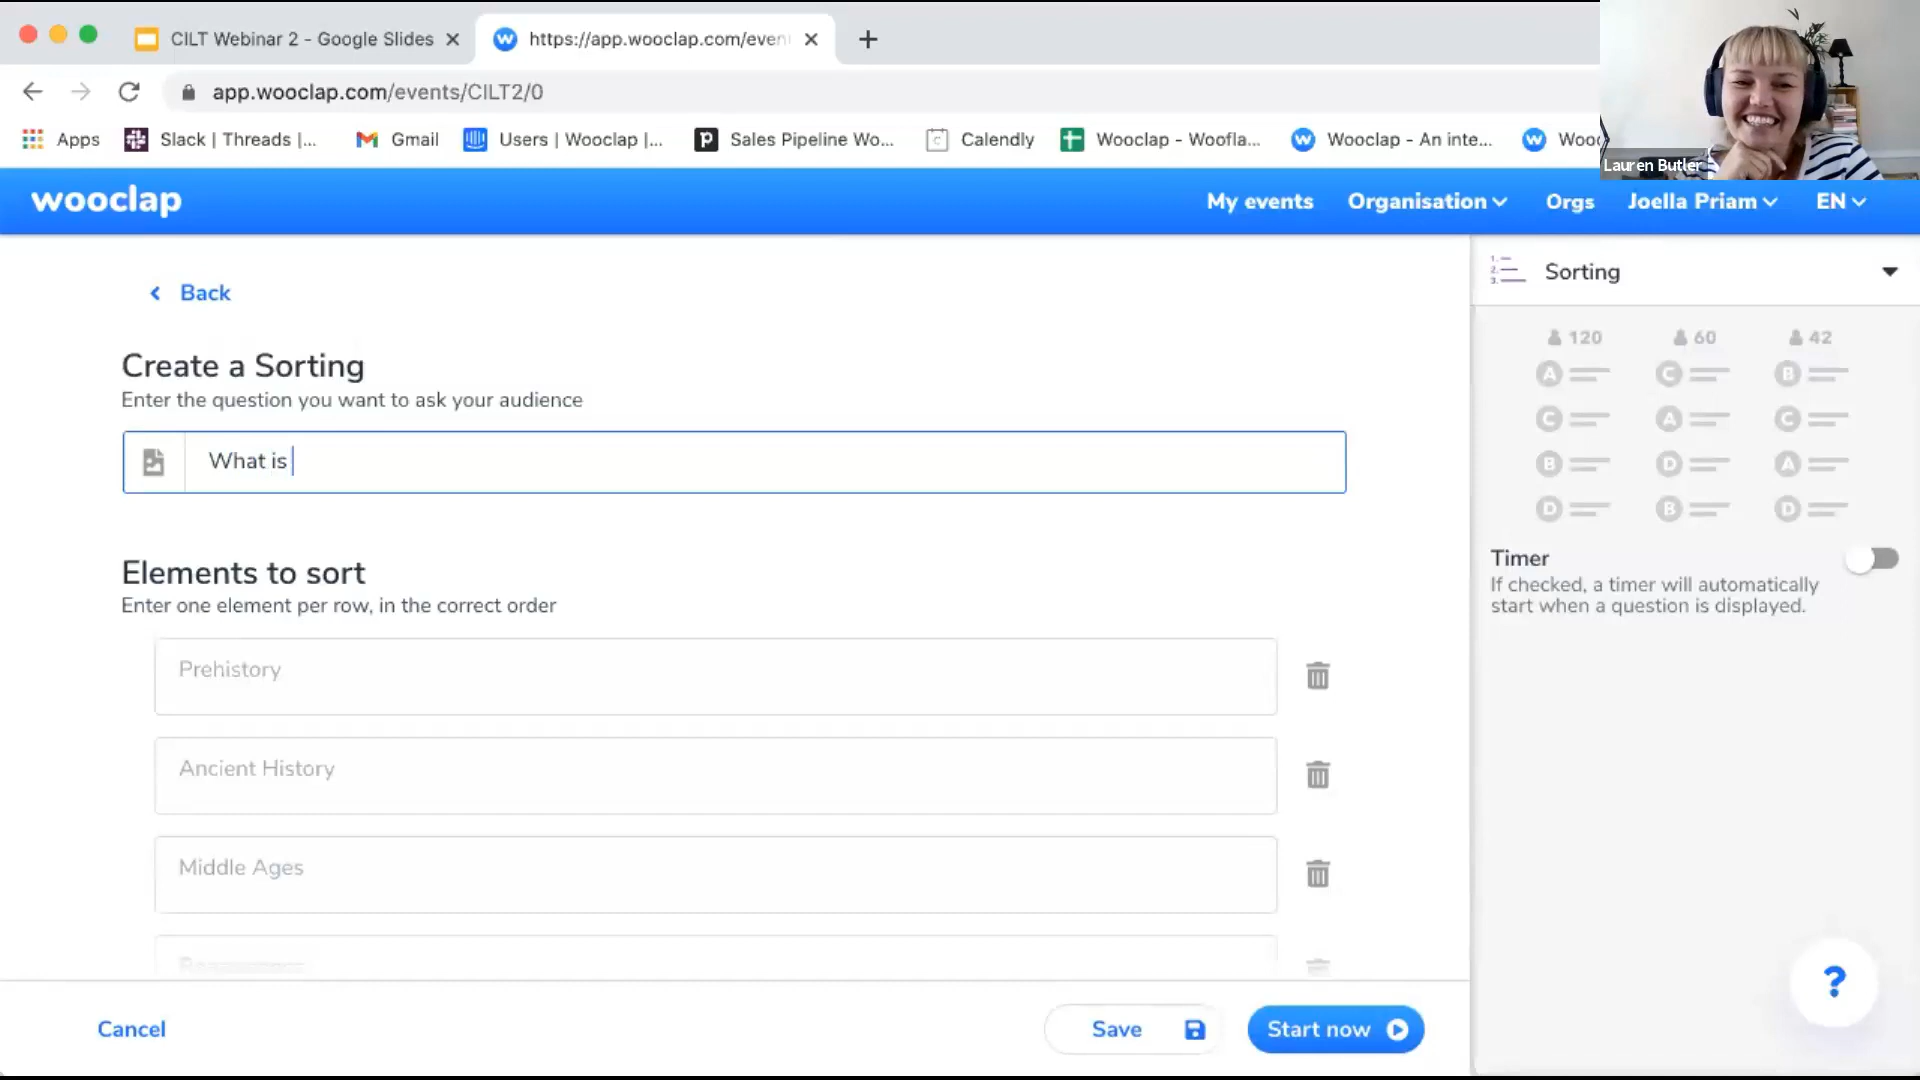 CILT Webinar 2 - Google Slides
https://app.wooclap.com/even
app.wooclap.com/events/CILT2/0
Apps
Slack | Threads |...
Gmail
Users | Wooclap |...
Sales Pipeline Wo...
Calendly
Wooclap - Woofla...
Wooclap - An inte...
Wooc
Lauren Butler
wooclap
My events
Organisation
Orgs
Joella Priam
EN
Back
Create a Sorting
Enter the question you want to ask your audience
What is
Elements to sort
Enter one element per row, in the correct order
Prehistory
Ancient History
Middle Ages
Cancel
Save
Start now
Sorting
120 60 42
A C B
C A C
B D A
D B D
Timer
If checked, a timer will automatically
start when a question is displayed.
?